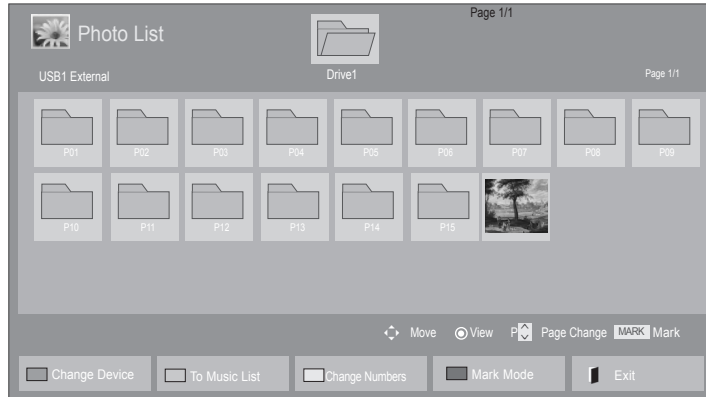 Page 1/1
Photo List
USB1 External
Drive1
Page 1/1
P01 P02 P03 P04 P05 P06 P07 P08 P09
P10 P11 P12 P13 P14 P15
Move View P Page Change MARK Mark
Change Device To Music List Change Numbers Mark Mode Exit